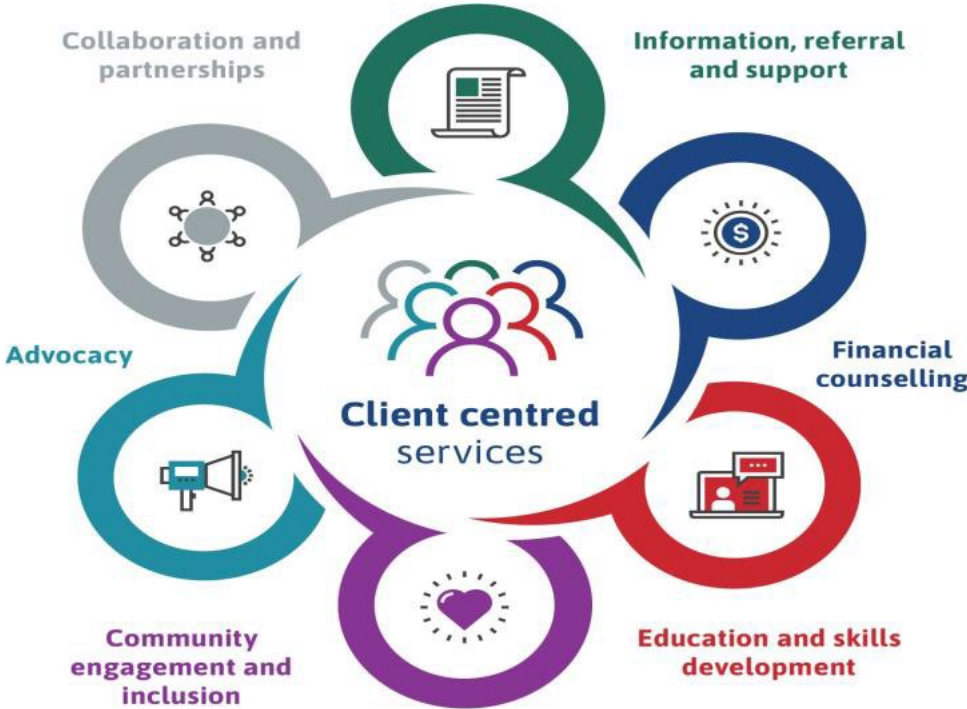 Collaboration and
partnerships
Information, referral
and support
$
Advocacy
Financial
counselling
Client centred
services
Community
engagement and
inclusion
Education and skills
development